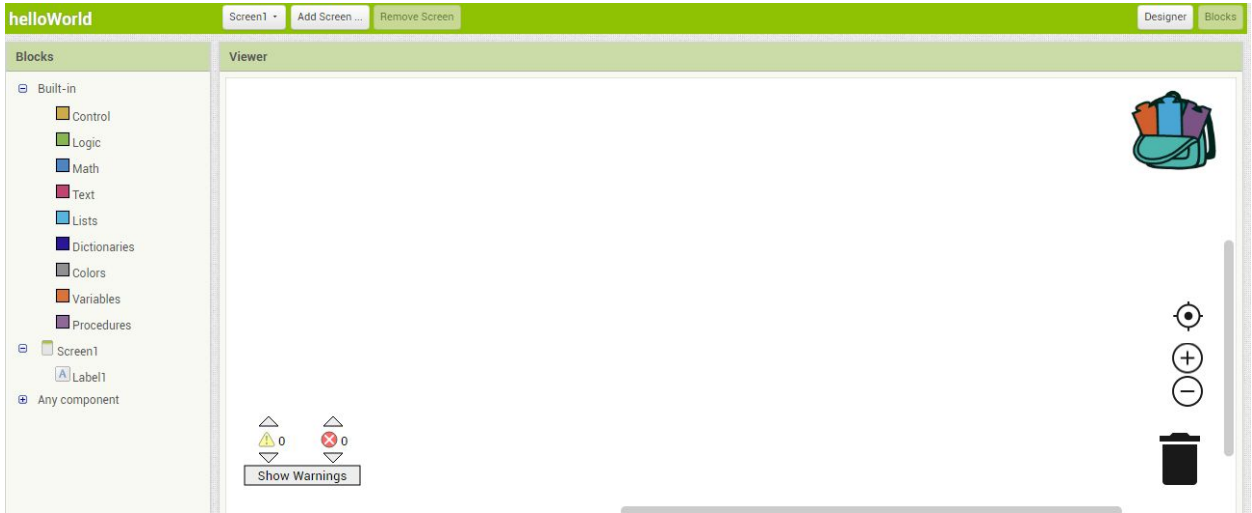 helloWorld Screen1 Add Screen ... Remove Screen Designer Blocks
Blocks Viewer
Built-in
Control
Logic
Math
Text
Lists
Dictionaries
Colors
Variables
Procedures
Screen1
A Label1
Any component
0 0
Show Warnings